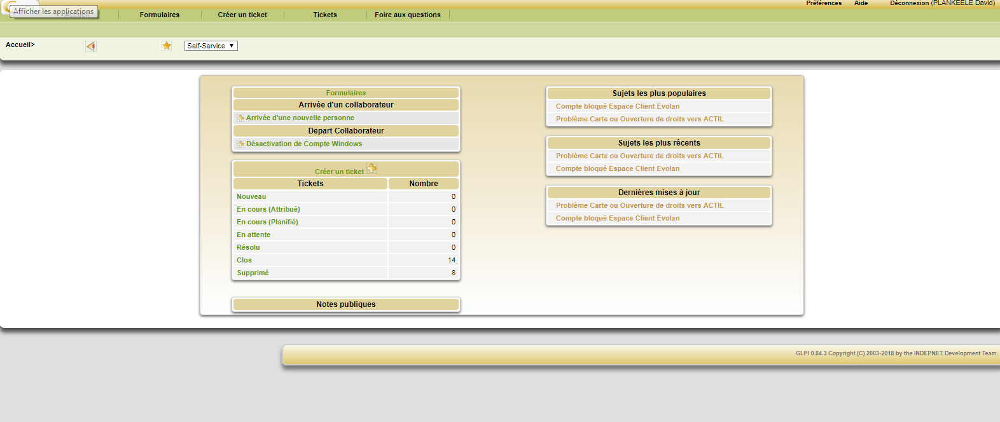 Préférences Aide Déconnexion (PLANKEELE David)
Afficher les applications
Accueil Formulaires Créer un ticket Tickets Foire aux questions
Accueil> Self-Service ▼
Formulaires
Arrivée d'un collaborateur
Arrivée d'une nouvelle personne
Depart Collaborateur
Désactivation de Compte Windows
Créer un ticket
Tickets Nombre
Nouveau 0
En cours (Attribué) 0
En cours (Planifié) 0
En attente 0
Résolu 0
Clos 14
Supprimé 8
Notes publiques
Sujets les plus populaires
Compte bloqué Espace Client Evolan
Problème Carte ou Ouverture de droits vers ACTIL
Sujets les plus récents
Problème Carte ou Ouverture de droits vers ACTIL
Compte bloqué Espace Client Evolan
Dernières mises à jour
Problème Carte ou Ouverture de droits vers ACTIL
Compte bloqué Espace Client Evolan
GLPI 0.84.3 Copyright (C) 2003-2018 by the INDEPNET Development Team.